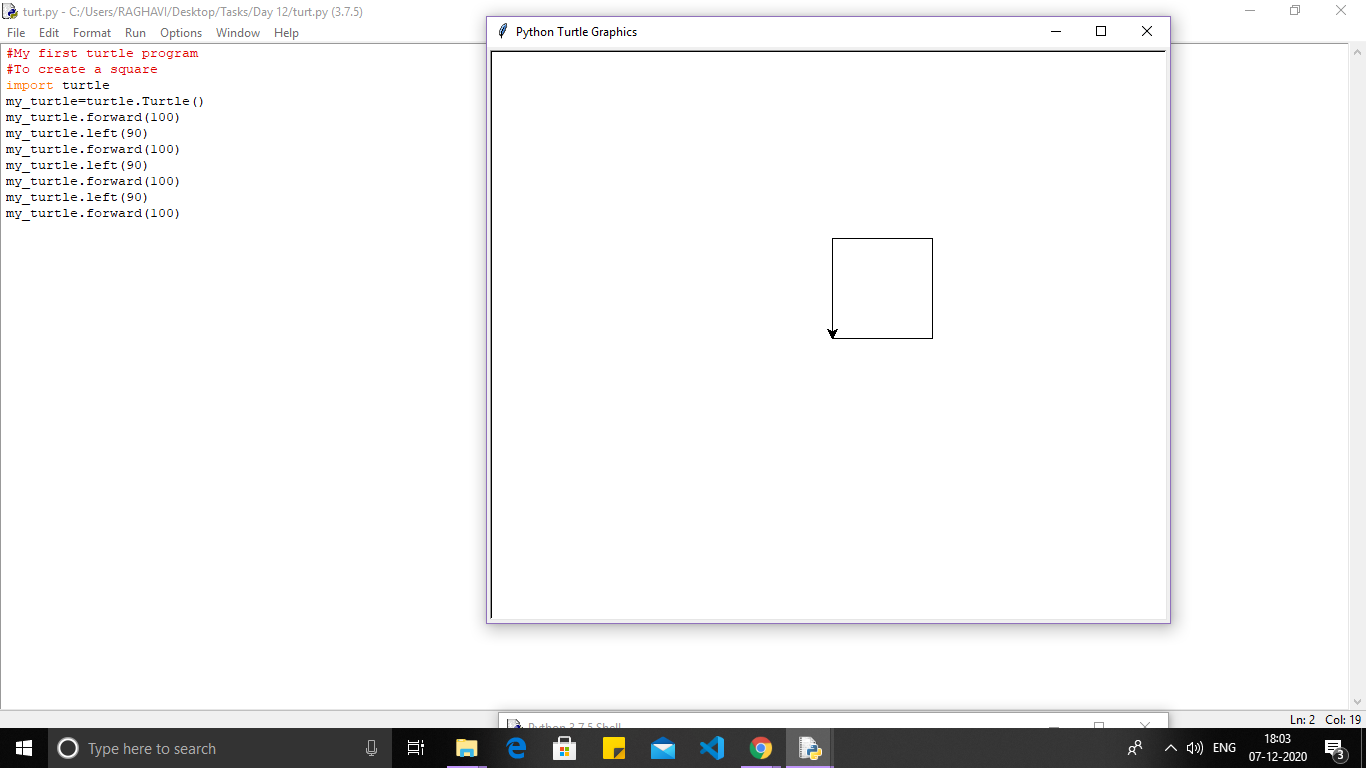 turt.py - C:/Users/RAGHAVI/Desktop/Tasks/Day 12/turt.py (3.7.5)
File Edit Format Run Options Window Help
#My first turtle program
#To create a square
import turtle
my_turtle=turtle.Turtle()
my_turtle.forward(100)
my_turtle.left(90)
my_turtle.forward(100)
my_turtle.left(90)
my_turtle.forward(100)
my_turtle.left(90)
my_turtle.forward(100)
Python Turtle Graphics
Ln: 2 Col: 19
Python 3.7.5 Shell
Type here to search
ENG
18:03
07-12-2020
3